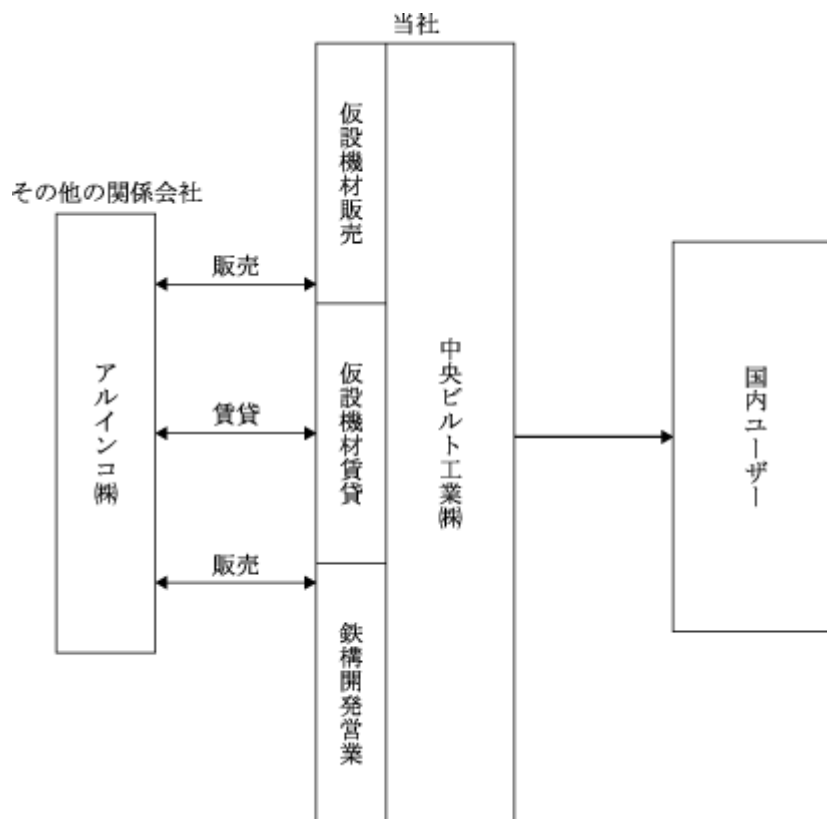 当社
仮設機材販売
その他の関係会社
販売
アルインコ㈱
賃貸
仮設機材賃貸
中央ビルト工業㈱
国内ユーザー
販売
鉄構開発営業